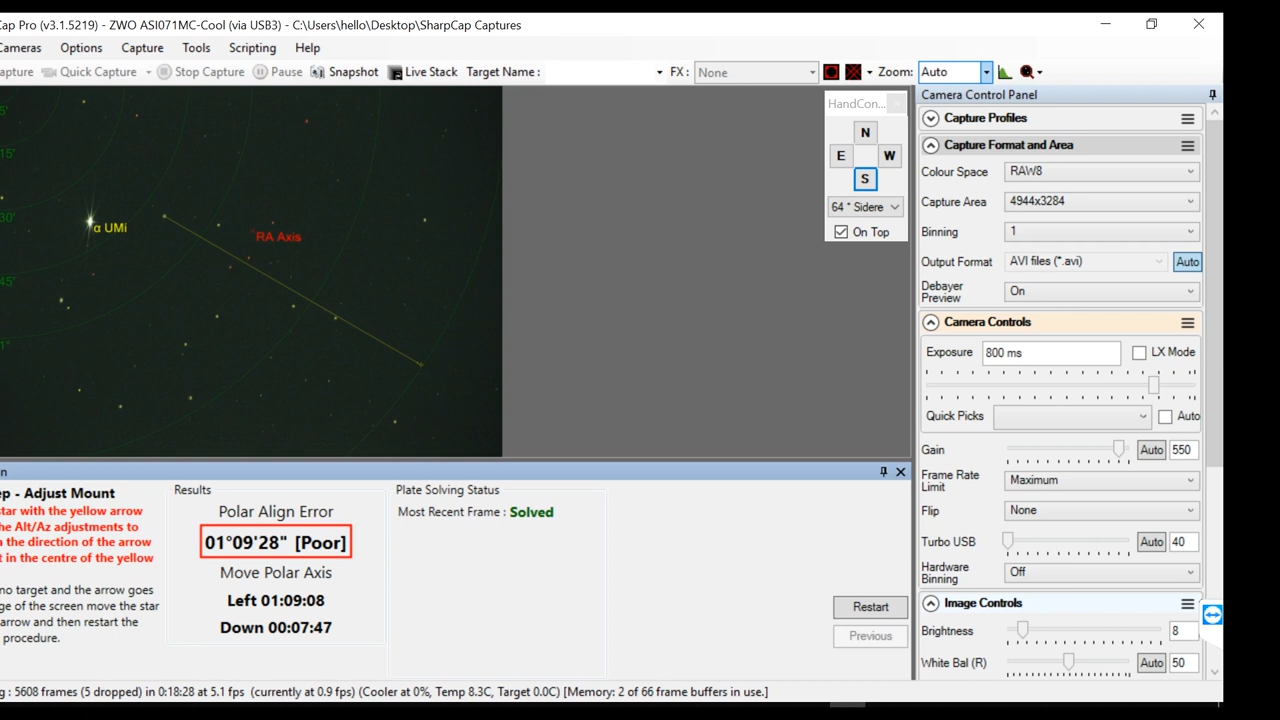 Cap Pro (v3.1.5219) - ZWO ASI071MC-Cool (via USB3) - C:\Users\hello\Desktop\SharpCap Captures
Cameras Options Capture Tools Scripting Help
apture Quick Capture Stop Capture Pause Snapshot Live Stack Target Name : FX : None Zoom: Auto
5'
15'
30'
45'
1°
α UMi
RA Axis
HandCon...
N
E W
S
64 * Sidere
On Top
Camera Control Panel
Capture Profiles
Capture Format and Area
Colour Space RAW8
Capture Area 4944x3284
Binning 1
Output Format AVI files (*.avi) Auto
Debayer
Preview On
Camera Controls
Exposure 800 ms LX Mode
Quick Picks Auto
Gain Auto 550
Frame Rate
Limit Maximum
Flip None
Turbo USB Auto 40
Hardware
Binning Off
Image Controls
Brightness 8
White Bal (R) Auto 50
n
ep - Adjust Mount
star with the yellow arrow
he Alt/Az adjustments to
n the direction of the arrow
t in the centre of the yellow
no target and the arrow goes
ge of the screen move the star
arrow and then restart the
procedure.
Results
Polar Align Error
01°09'28" [Poor]
Move Polar Axis
Left 01:09:08
Down 00:07:47
Plate Solving Status
Most Recent Frame : Solved
Restart
Previous
g : 5608 frames (5 dropped) in 0:18:28 at 5.1 fps (currently at 0.9 fps) (Cooler at 0%, Temp 8.3C, Target 0.0C) [Memory: 2 of 66 frame buffers in use.]